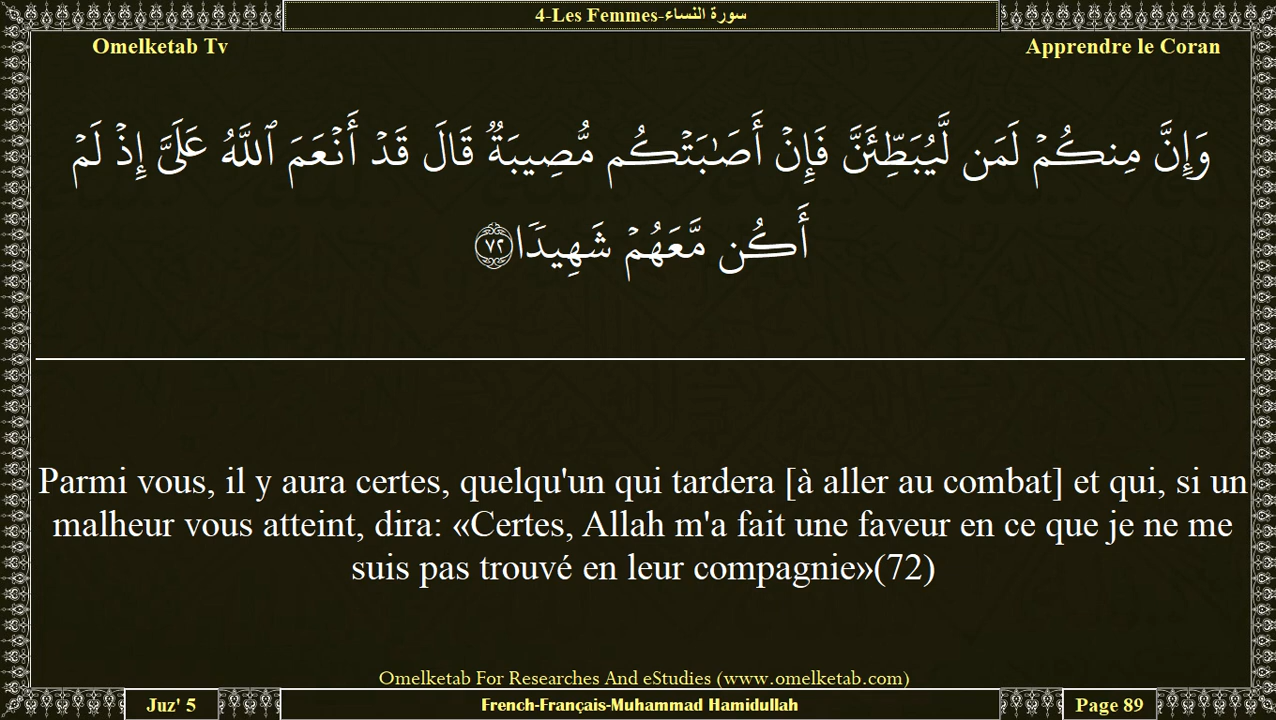 4-Les Femmes-سورة النساء
Omelketab Tv
Apprendre le Coran
وَإِنَّ مِنكُمۡ لَمَن لَّيُبَطِّئَنَّ فَإِنۡ أَصَٰبَتۡكُم مُّصِيبَةٞ قَالَ قَدۡ أَنۡعَمَ ٱللَّهُ عَلَيَّ إِذۡ لَمۡ
أَكُن مَّعَهُمۡ شَهِيدٗا ٧٢
Parmi vous, il y aura certes, quelqu'un qui tardera [à aller au combat] et qui, si un
malheur vous atteint, dira: «Certes, Allah m'a fait une faveur en ce que je ne me
suis pas trouvé en leur compagnie»(72)
Omelketab For Researches And eStudies (www.omelketab.com)
Juz' 5
French-Français-Muhammad Hamidullah
Page 89